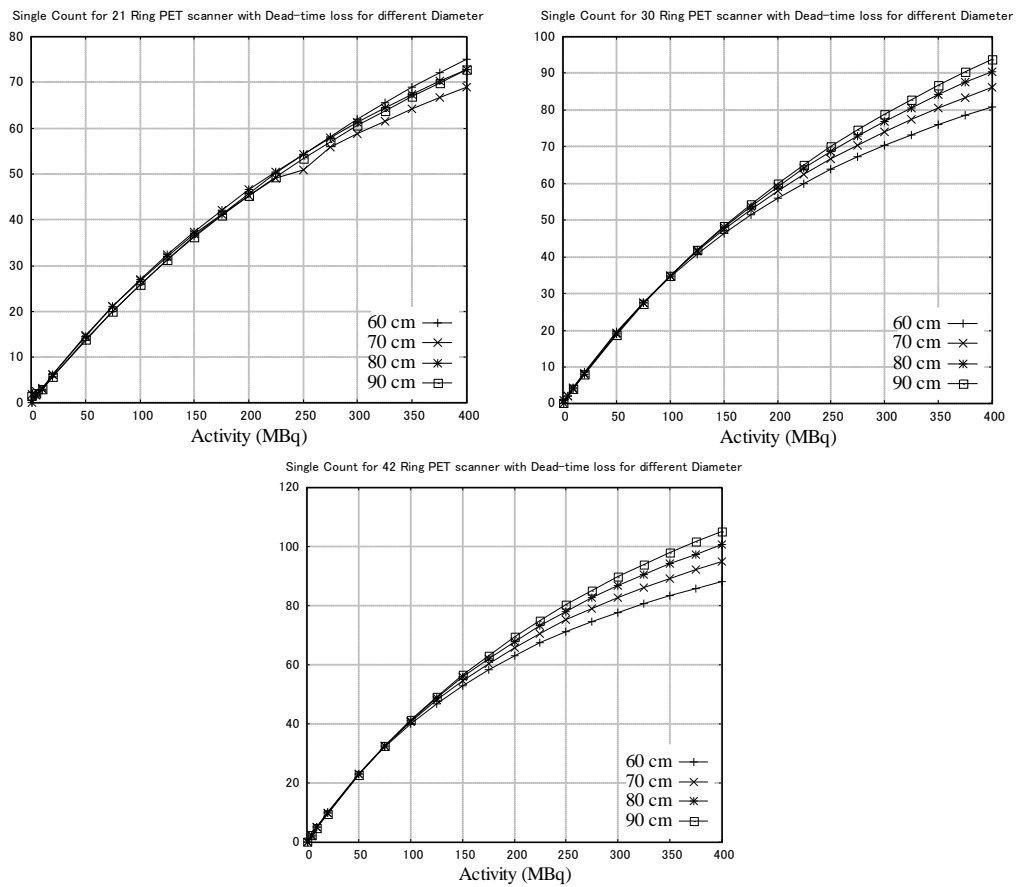 Single Count for 21 Ring PET scanner with Dead-time loss for different Diameter
80
70
60
50
40
30
20
10
0
0 50 100 150 200 250 300 350 400
Activity (MBq)
60 cm
70 cm
80 cm
90 cm
Single Count for 30 Ring PET scanner with Dead-time loss for different Diameter
100
90
80
70
60
50
40
30
20
10
0
0 50 100 150 200 250 300 350 400
Activity (MBq)
60 cm
70 cm
80 cm
90 cm
Single Count for 42 Ring PET scanner with Dead-time loss for different Diameter
120
100
80
60
40
20
0
0 50 100 150 200 250 300 350 400
Activity (MBq)
60 cm
70 cm
80 cm
90 cm